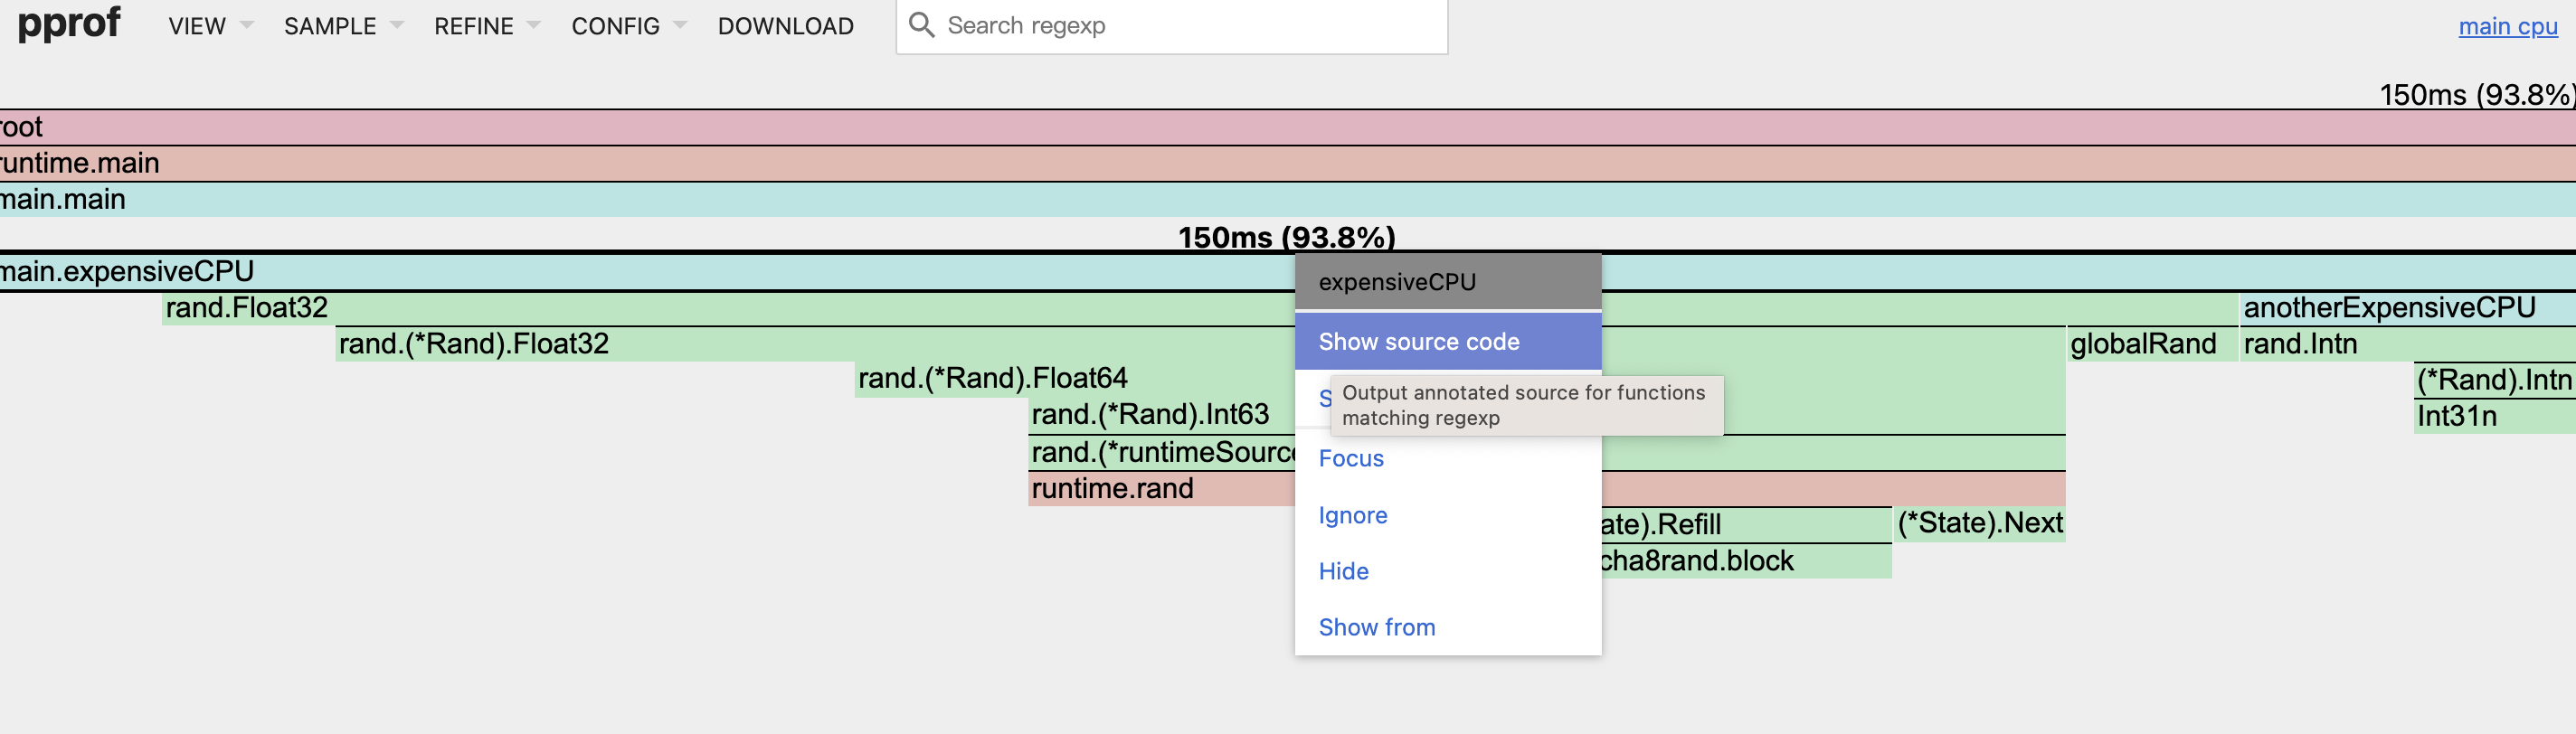 pprof VIEW SAMPLE REFINE CONFIG DOWNLOAD Search regexp main cpu
150ms (93.8%)
root
runtime.main
main.main
150ms (93.8%)
main.expensiveCPU
expensiveCPU
rand.Float32 anotherExpensiveCPU
rand.(*Rand).Float32 Show source code globalRand rand.Intn
rand.(*Rand).Float64 (*Rand).Intn
Output annotated source for functions
matching regexp
rand.(*Rand).Int63 Int31n
rand.(*runtimeSource Focus
runtime.rand
Ignore ate).Refill (*State).Next
Hide cha8rand.block
Show from